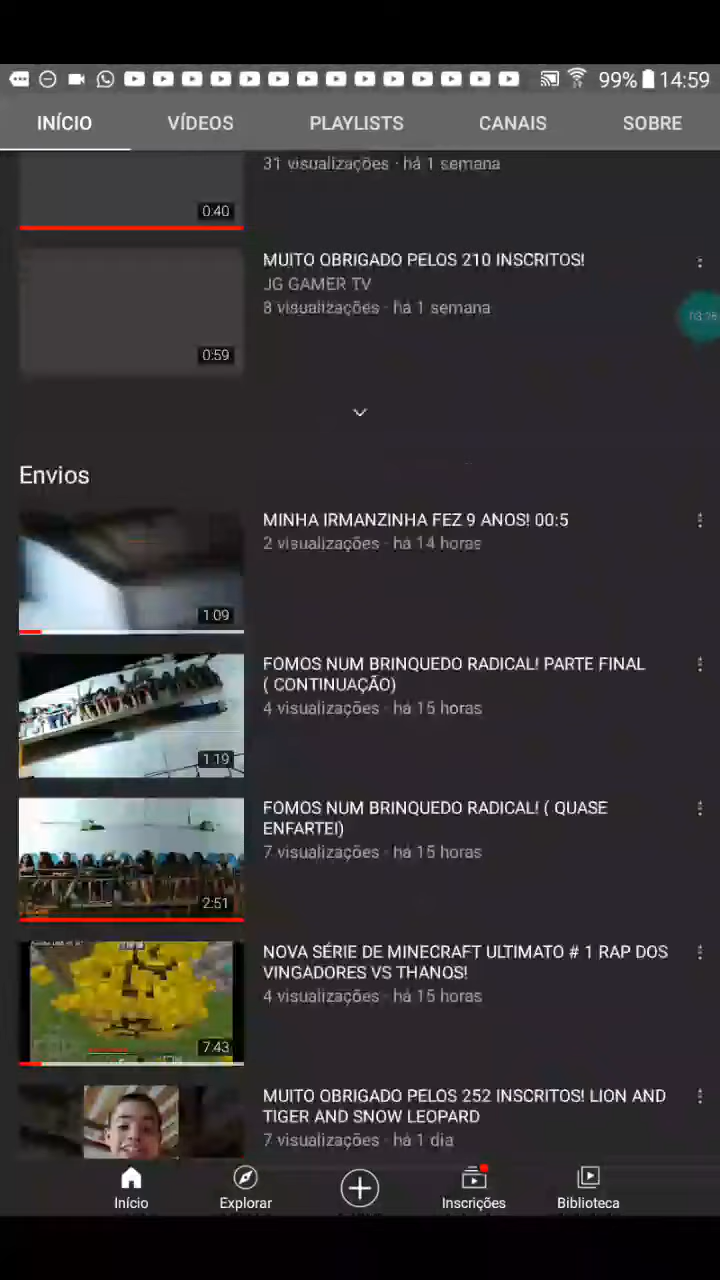 99% 14:59
INÍCIO VÍDEOS PLAYLISTS CANAIS SOBRE
31 visualizações · há 1 semana
0:40
MUITO OBRIGADO PELOS 210 INSCRITOS!
JG GAMER TV
8 visualizações · há 1 semana
0:59
Envios
MINHA IRMANZINHA FEZ 9 ANOS! 00:5
2 visualizações · há 14 horas
1:09
FOMOS NUM BRINQUEDO RADICAL! PARTE FINAL
( CONTINUAÇÃO)
4 visualizações · há 15 horas
1:19
FOMOS NUM BRINQUEDO RADICAL! ( QUASE
ENFARTEI)
7 visualizações · há 15 horas
2:51
NOVA SÉRIE DE MINECRAFT ULTIMATO # 1 RAP DOS
VINGADORES VS THANOS!
4 visualizações · há 15 horas
7:43
MUITO OBRIGADO PELOS 252 INSCRITOS! LION AND
TIGER AND SNOW LEOPARD
7 visualizações · há 1 dia
Início Explorar Inscrições Biblioteca